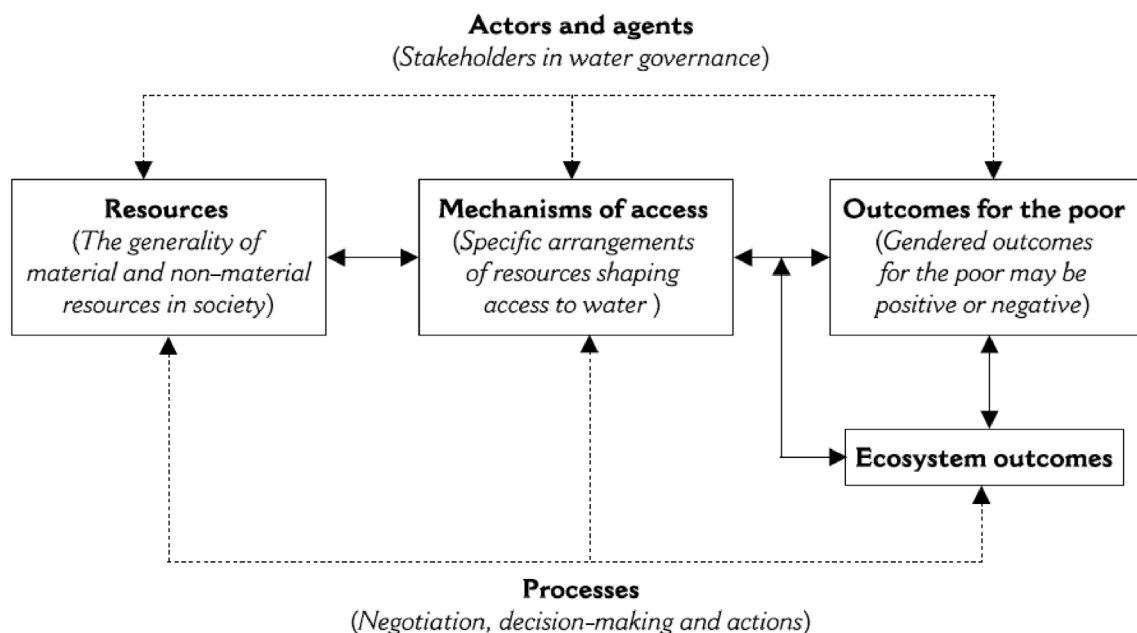 Actors and agents
(Stakeholders in water governance)
Resources
(The generality of
material and non–material
resources in society)
Mechanisms of access
(Specific arrangements
of resources shaping
access to water )
Outcomes for the poor
(Gendered outcomes
for the poor may be
positive or negative)
Ecosystem outcomes
Processes
(Negotiation, decision–making and actions)